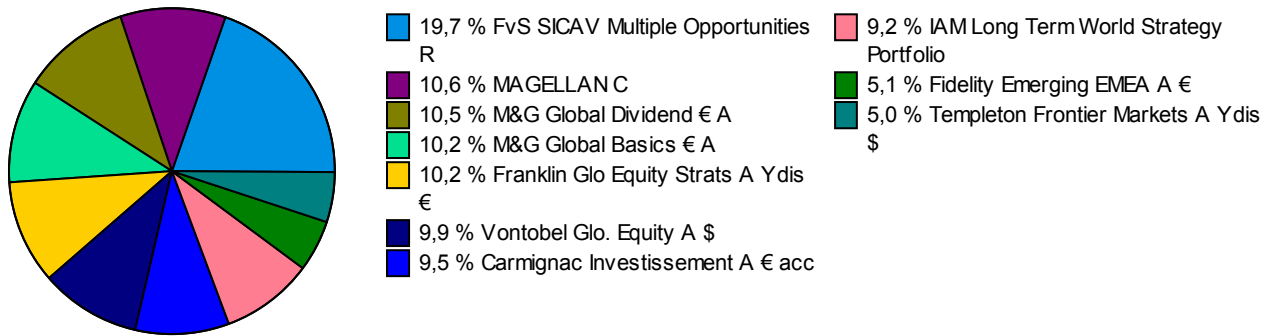 19,7 % FvS SICAV Multiple Opportunities
R
10,6 % MAGELLAN C
10,5 % M&G Global Dividend € A
10,2 % M&G Global Basics € A
10,2 % Franklin Glo Equity Strats A Ydis
€
9,9 % Vontobel Glo. Equity A $
9,5 % Carmignac Investissement A € acc
9,2 % IAM Long Term World Strategy
Portfolio
5,1 % Fidelity Emerging EMEA A €
5,0 % Templeton Frontier Markets A Ydis
$